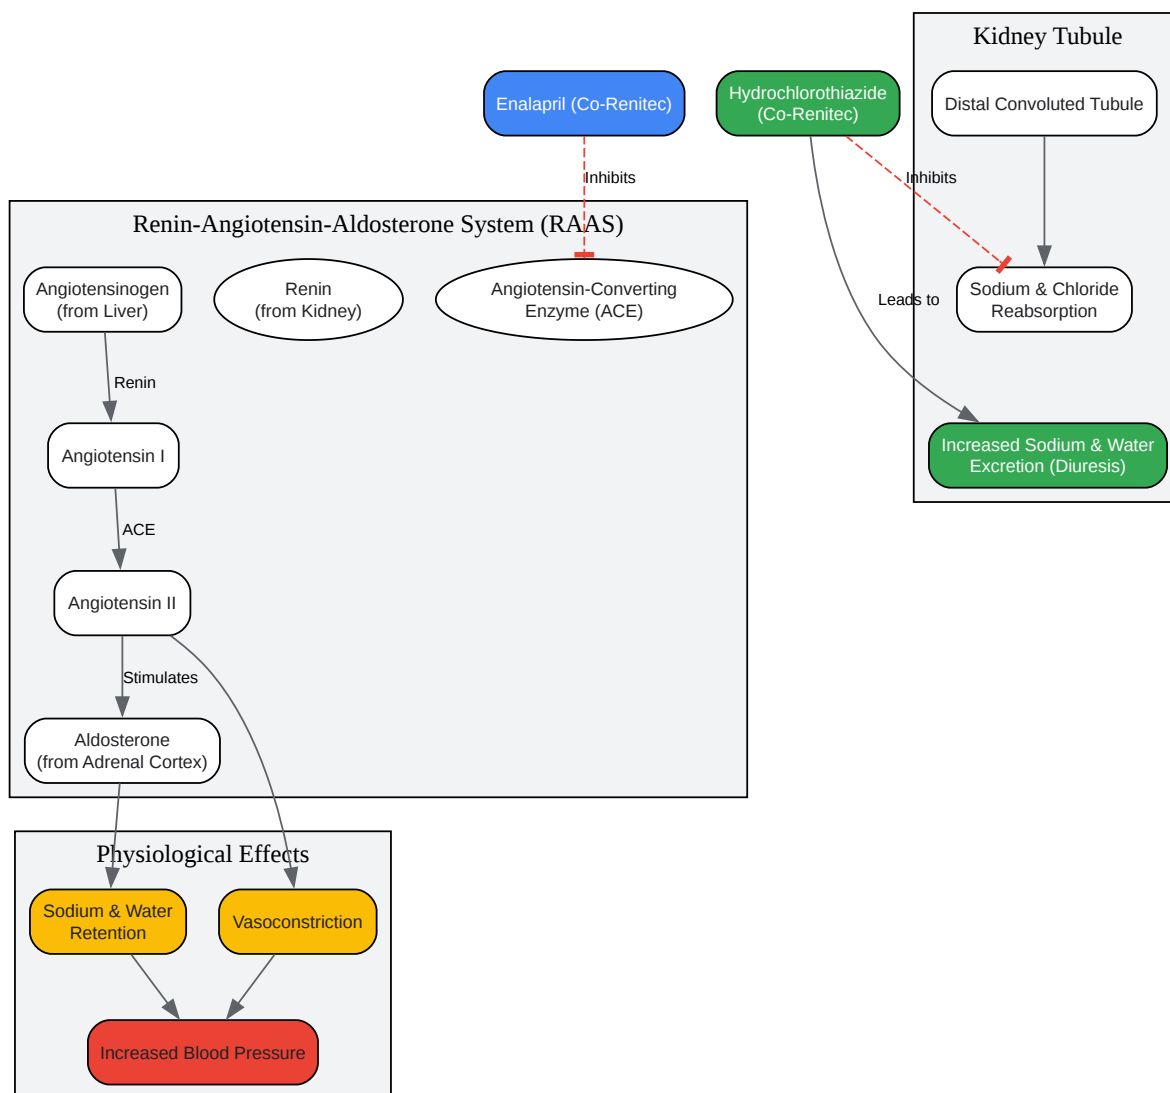 Kidney Tubule
Enalapril (Co-Renitec)
Hydrochlorothiazide
(Co-Renitec)
Distal Convoluted Tubule
Inhibits
Inhibits
Renin-Angiotensin-Aldosterone System (RAAS)
Angiotensinogen
(from Liver)
Renin
(from Kidney)
Angiotensin-Converting
Enzyme (ACE)
Leads to
Sodium & Chloride
Reabsorption
Renin
Angiotensin I
Increased Sodium & Water
Excretion (Diuresis)
ACE
Angiotensin II
Stimulates
Aldosterone
(from Adrenal Cortex)
Physiological Effects
Sodium & Water
Retention
Vasoconstriction
Increased Blood Pressure